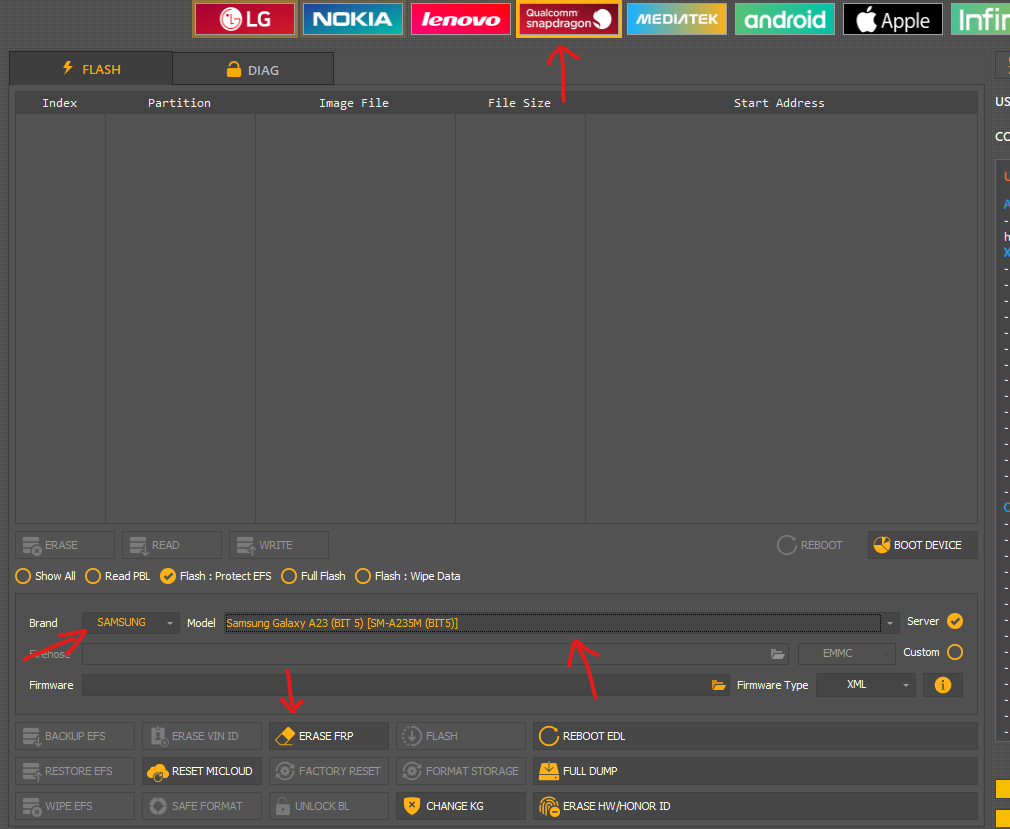 LG NOKIA lenovo Qualcomm snapdragon MEDIATEK android Apple Infin
FLASH DIAG
Index Partition Image File File Size Start Address
ERASE READ WRITE REBOOT BOOT DEVICE
Show All Read PBL Flash : Protect EFS Full Flash Flash : Wipe Data
Brand SAMSUNG Model Samsung Galaxy A23 (BIT 5) [SM-A235M (BIT5)] Server
Firehose EMMC Custom
Firmware Firmware Type XML
BACKUP EFS ERASE VIN ID ERASE FRP FLASH REBOOT EDL
RESTORE EFS RESET MICLOUD FACTORY RESET FORMAT STORAGE FULL DUMP
WIPE EFS SAFE FORMAT UNLOCK BL CHANGE KG ERASE HW/HONOR ID